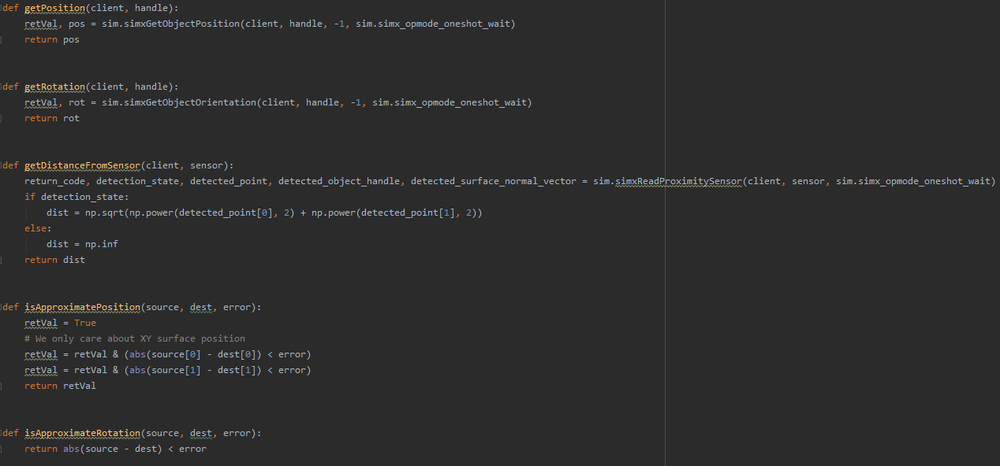 def getPosition(client, handle):
    retVal, pos = sim.simxGetObjectPosition(client, handle, -1, sim.simx_opmode_oneshot_wait)
    return pos
def getRotation(client, handle):
    retVal, rot = sim.simxGetObjectOrientation(client, handle, -1, sim.simx_opmode_oneshot_wait)
    return rot
def getDistanceFromSensor(client, sensor):
    return_code, detection_state, detected_point, detected_object_handle, detected_surface_normal_vector = sim.simxReadProximitySensor(client, sensor, sim.simx_opmode_oneshot_wait)
    if detection_state:
        dist = np.sqrt(np.power(detected_point[0], 2) + np.power(detected_point[1], 2))
    else:
        dist = np.inf
    return dist
def isApproximatePosition(source, dest, error):
    retVal = True
    # We only care about XY surface position
    retVal = retVal & (abs(source[0] - dest[0]) < error)
    retVal = retVal & (abs(source[1] - dest[1]) < error)
    return retVal
def isApproximateRotation(source, dest, error):
    return abs(source - dest) < error